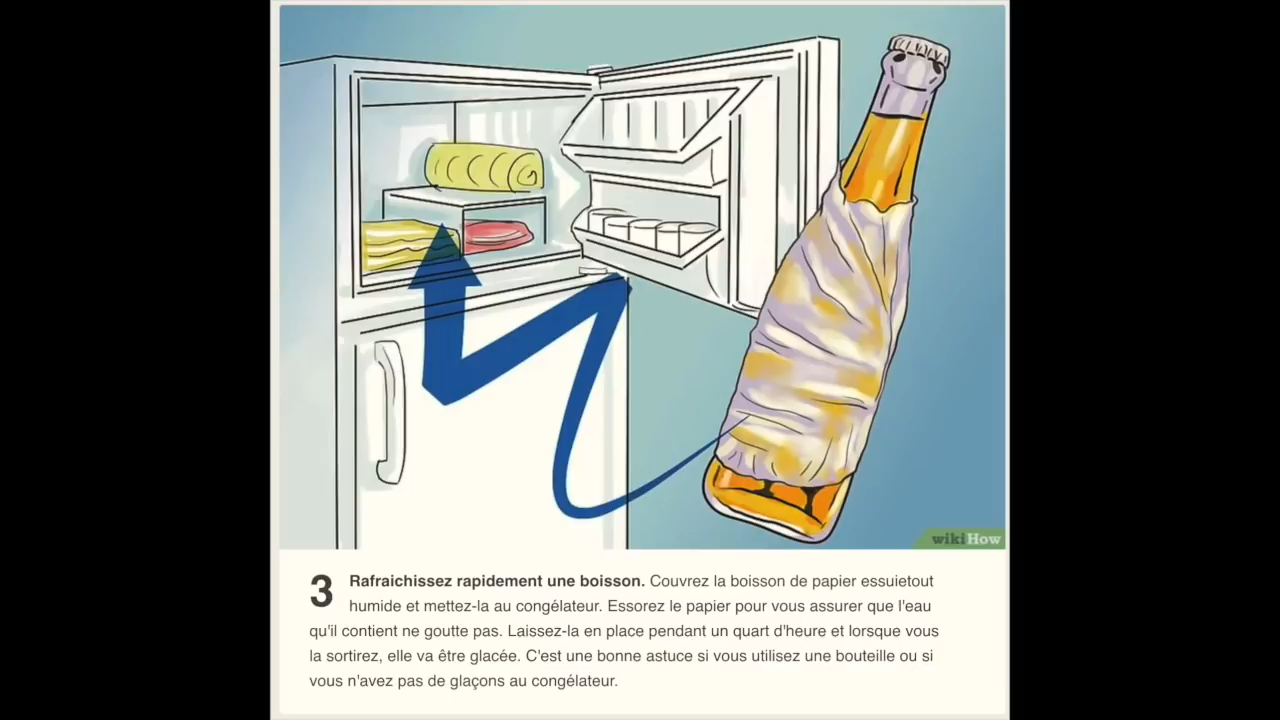 wikiHow
3 Rafraichissez rapidement une boisson. Couvrez la boisson de papier essuietout
humide et mettez-la au congélateur. Essorez le papier pour vous assurer que l'eau
qu'il contient ne goutte pas. Laissez-la en place pendant un quart d'heure et lorsque vous
la sortirez, elle va être glacée. C'est une bonne astuce si vous utilisez une bouteille ou si
vous n'avez pas de glaçons au congélateur.